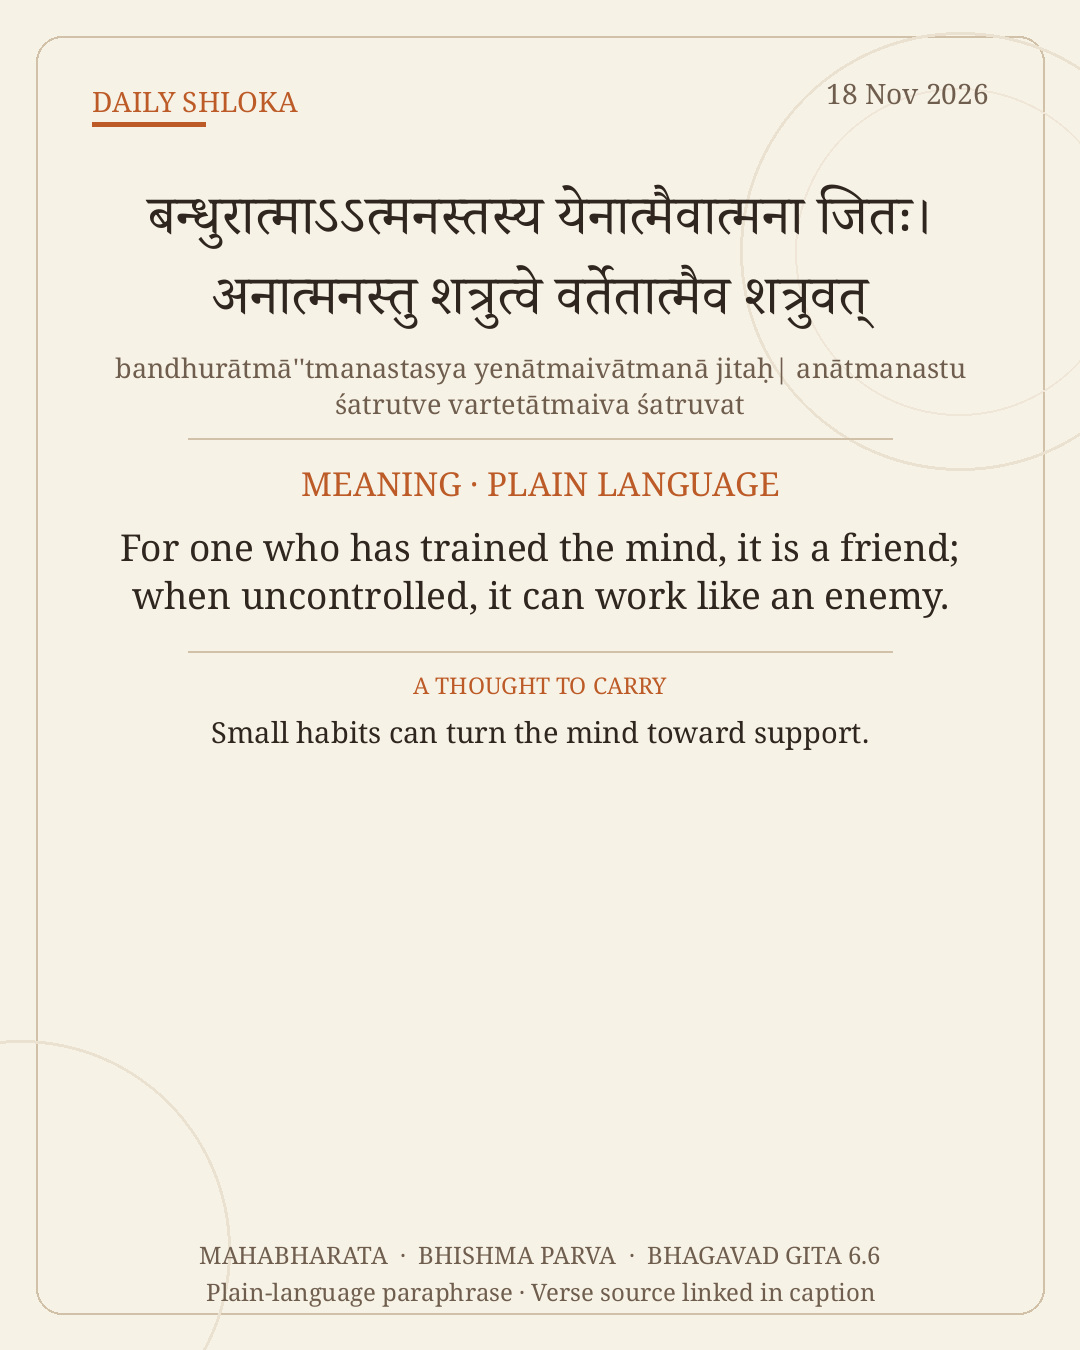 DAILY SHLOKA
18 Nov 2026
बन्धुरात्माऽऽत्मनस्तस्य येनात्मैवात्मना जितः।
अनात्मनस्तु शत्रुत्वे वर्तेतात्मैव शत्रुवत्
bandhurātmā''tmanastasya yenātmaivātmanā jitaḥ| anātmanastu
śatrutve vartetātmaiva śatruvat
MEANING · PLAIN LANGUAGE
For one who has trained the mind, it is a friend;
when uncontrolled, it can work like an enemy.
A THOUGHT TO CARRY
Small habits can turn the mind toward support.
MAHABHARATA · BHISHMA PARVA · BHAGAVAD GITA 6.6
Plain-language paraphrase · Verse source linked in caption